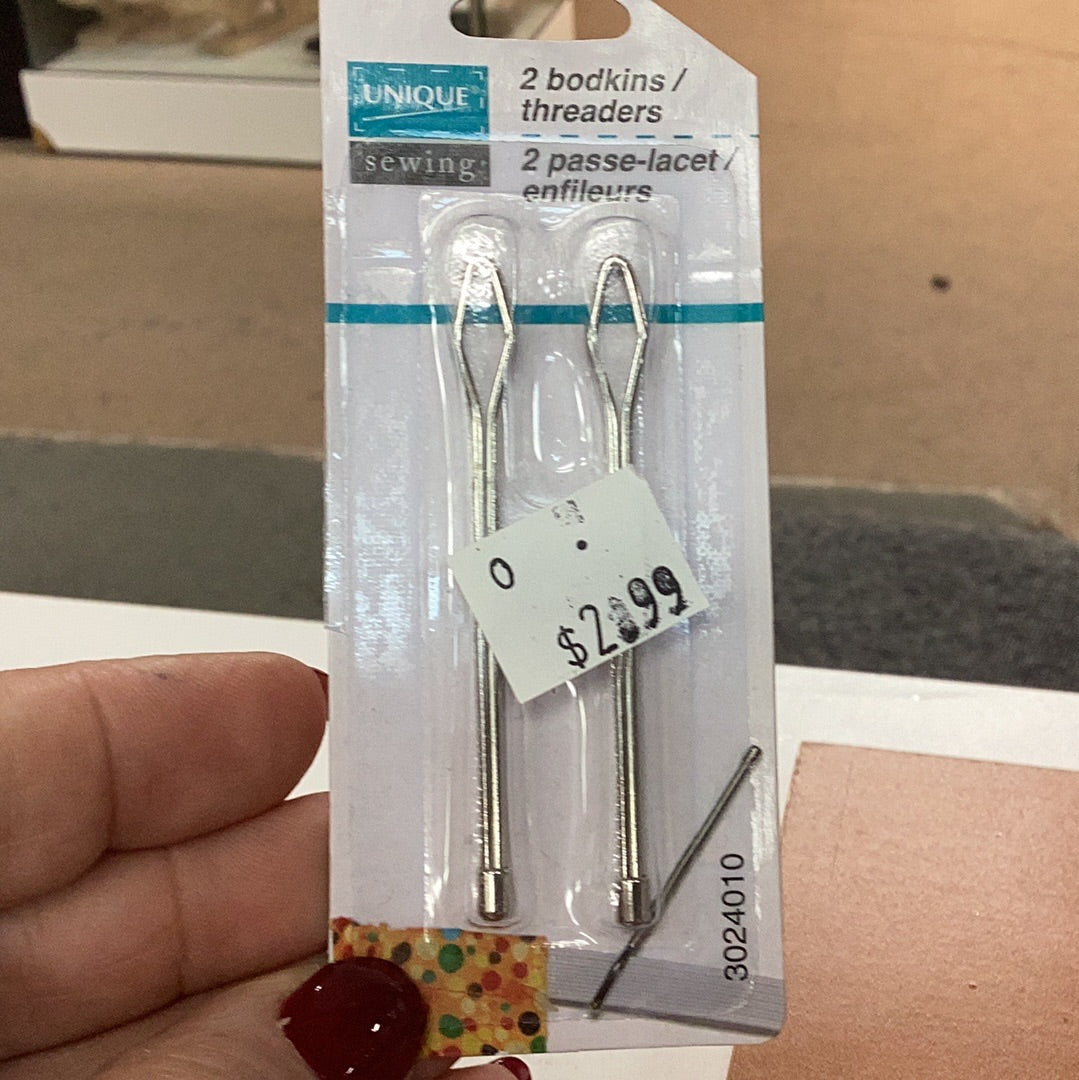 UNIQUE
sewing
2 bodkins /
threaders
2 passe-lacet /
enfileurs
0
$2.99
3024010